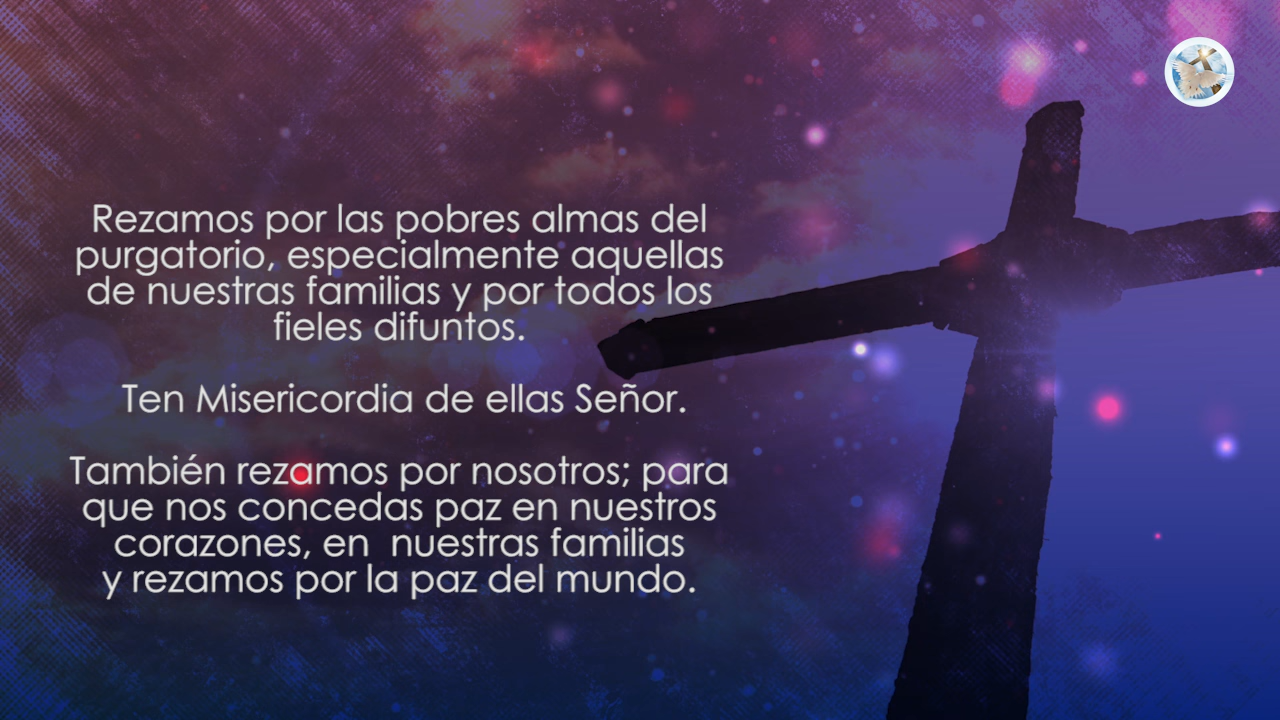 Rezamos por las pobres almas del
purgatorio, especialmente aquellas
de nuestras familias y por todos los
fieles difuntos.
Ten Misericordia de ellas Señor.
También rezamos por nosotros; para
que nos concedas paz en nuestros
corazones, en  nuestras familias
y rezamos por la paz del mundo.